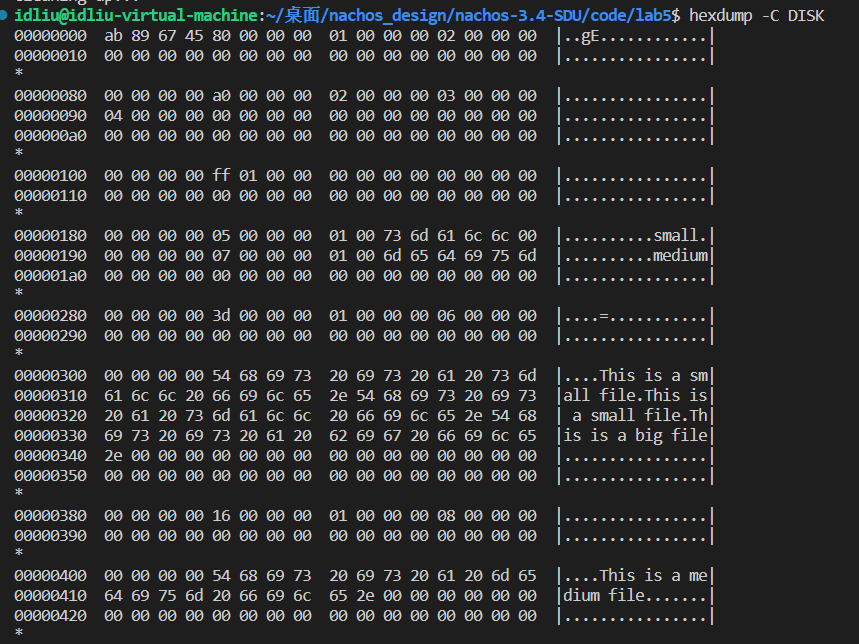 idliu@idliu-virtual-machine:~/桌面/nachos_design/nachos-3.4-SDU/code/lab5$ hexdump -C DISK
00000000  ab 89 67 45 80 00 00 00  01 00 00 00 02 00 00 00  |..gE............|
00000010  00 00 00 00 00 00 00 00  00 00 00 00 00 00 00 00  |................|
*
00000080  00 00 00 00 a0 00 00 00  02 00 00 00 03 00 00 00  |................|
00000090  04 00 00 00 00 00 00 00  00 00 00 00 00 00 00 00  |................|
000000a0  00 00 00 00 00 00 00 00  00 00 00 00 00 00 00 00  |................|
*
00000100  00 00 00 00 ff 01 00 00  00 00 00 00 00 00 00 00  |................|
00000110  00 00 00 00 00 00 00 00  00 00 00 00 00 00 00 00  |................|
*
00000180  00 00 00 00 05 00 00 00  01 00 73 6d 61 6c 6c 00  |..........small.|
00000190  00 00 00 00 07 00 00 00  01 00 6d 65 64 69 75 6d  |..........medium|
000001a0  00 00 00 00 00 00 00 00  00 00 00 00 00 00 00 00  |................|
*
00000280  00 00 00 00 3d 00 00 00  01 00 00 00 06 00 00 00  |....=...........|
00000290  00 00 00 00 00 00 00 00  00 00 00 00 00 00 00 00  |................|
*
00000300  00 00 00 00 54 68 69 73  20 69 73 20 61 20 73 6d  |....This is a sm|
00000310  61 6c 6c 20 66 69 6c 65  2e 54 68 69 73 20 69 73  |all file.This is|
00000320  20 61 20 73 6d 61 6c 6c  20 66 69 6c 65 2e 54 68  | a small file.Th|
00000330  69 73 20 69 73 20 61 20  62 69 67 20 66 69 6c 65  |is is a big file|
00000340  2e 00 00 00 00 00 00 00  00 00 00 00 00 00 00 00  |................|
00000350  00 00 00 00 00 00 00 00  00 00 00 00 00 00 00 00  |................|
*
00000380  00 00 00 00 16 00 00 00  01 00 00 00 08 00 00 00  |................|
00000390  00 00 00 00 00 00 00 00  00 00 00 00 00 00 00 00  |................|
*
00000400  00 00 00 00 54 68 69 73  20 69 73 20 61 20 6d 65  |....This is a me|
00000410  64 69 75 6d 20 66 69 6c  65 2e 00 00 00 00 00 00  |dium file.......|
00000420  00 00 00 00 00 00 00 00  00 00 00 00 00 00 00 00  |................|
*